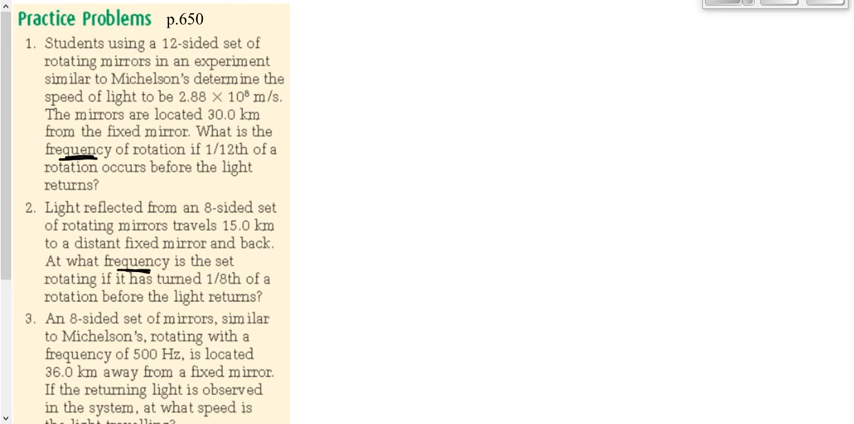 Practice Problems p.650
1. Students using a 12-sided set of
rotating mirrors in an experiment
similar to Michelson's determine the
speed of light to be 2.88 × 10⁸ m/s.
The mirrors are located 30.0 km
from the fixed mirror. What is the
frequency of rotation if 1/12th of a
rotation occurs before the light
returns?
2. Light reflected from an 8-sided set
of rotating mirrors travels 15.0 km
to a distant fixed mirror and back.
At what frequency is the set
rotating if it has turned 1/8th of a
rotation before the light returns?
3. An 8-sided set of mirrors, similar
to Michelson's, rotating with a
frequency of 500 Hz, is located
36.0 km away from a fixed mirror.
If the returning light is observed
in the system, at what speed is
the light travelling?